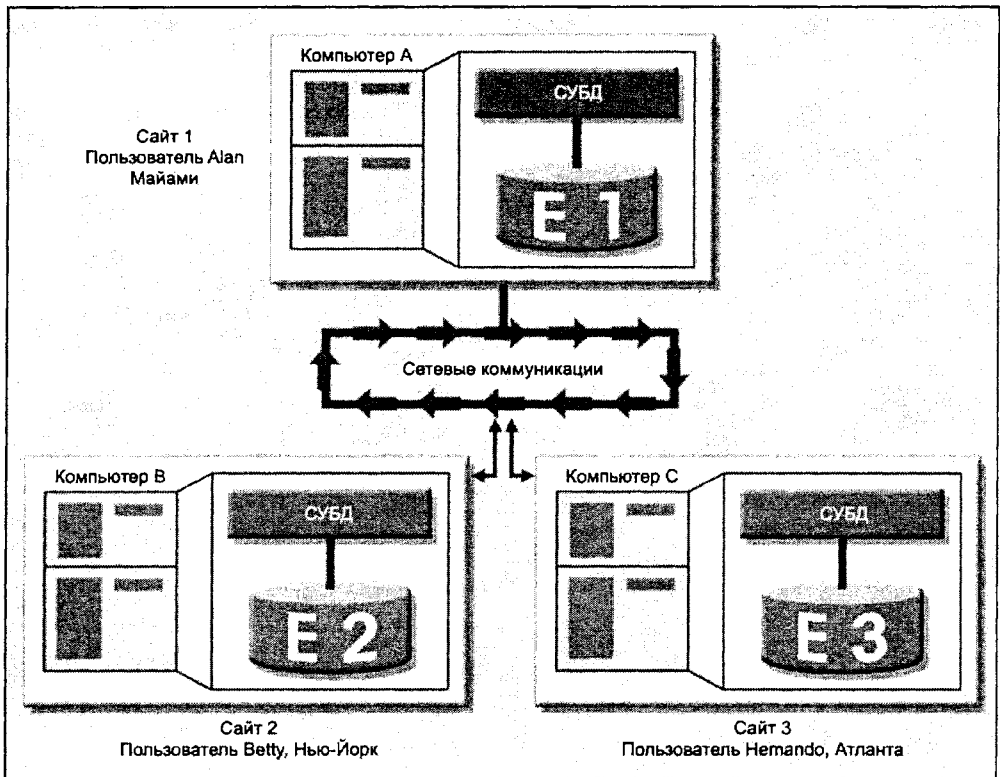 Компьютер A
СУБД
E 1
Сайт 1
Пользователь Alan
Майами
Сетевые коммуникации
Компьютер B
СУБД
E 2
Компьютер C
СУБД
E 3
Сайт 2
Пользователь Betty, Нью-Йорк
Сайт 3
Пользователь Hernando, Атланта